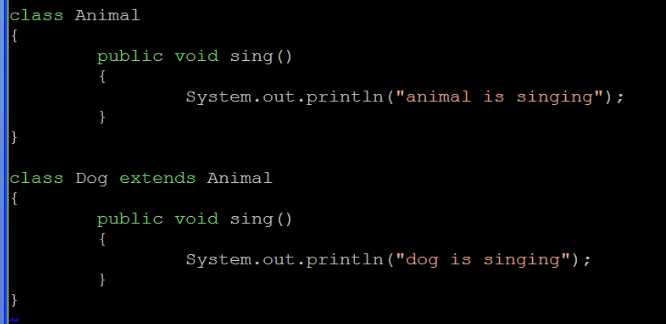 class Animal
{
        public void sing()
        {
                System.out.println("animal is singing");
        }
}

class Dog extends Animal
{
        public void sing()
        {
                System.out.println("dog is singing");
        }
}
~